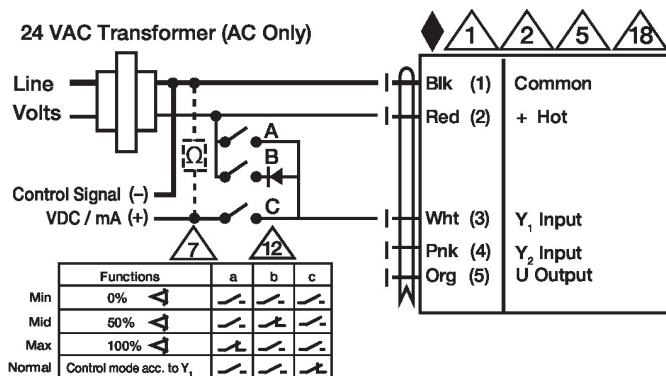 24 VAC Transformer (AC Only)
1 2 5 18
Line
Volts
Blk (1) Common
Red (2) + Hot
A
Ω
B
Control Signal (–)
VDC / mA (+)
C
Wht (3) Y₁ Input
Pnk (4) Y₂ Input
Org (5) U Output
7 12
Functions a b c
Min 0%
Mid 50%
Max 100%
Normal Control mode acc. to Y₁